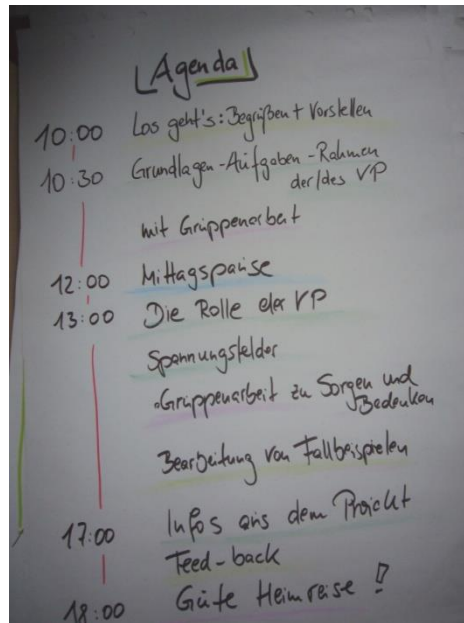 Agenda
10:00 Los geht's: Begrüßen + Vorstellen
10:30 Grundlagen - Aufgaben - Rahmen
der/des VP
mit Gruppenarbeit
12:00 Mittagspause
13:00 Die Rolle der VP
Spannungsfelder
Gruppenarbeit zu Sorgen und
Bedenken
Bearbeitung von Fallbeispielen
17:00 Infos aus dem Projekt
Feed-back
18:00 Gute Heimreise !